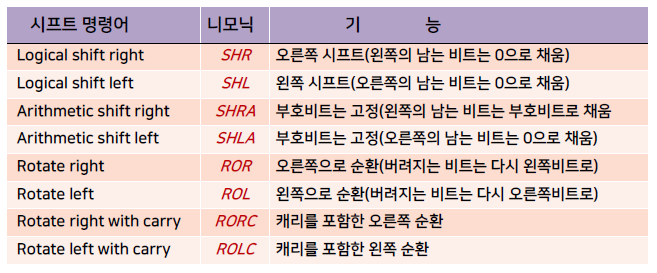 시프트 명령어 니모닉 기 능
Logical shift right SHR 오른쪽 시프트(왼쪽의 남는 비트는 0으로 채움)
Logical shift left SHL 왼쪽 시프트(오른쪽의 남는 비트는 0으로 채움)
Arithmetic shift right SHRA 부호비트는 고정(왼쪽의 남는 비트는 부호비트로 채움
Arithmetic shift left SHLA 부호비트는 고정(오른쪽의 남는 비트는 0으로 채움)
Rotate right ROR 오른쪽으로 순환(버려지는 비트는 다시 왼쪽비트로)
Rotate left ROL 왼쪽으로 순환(버려지는 비트는 다시 오른쪽비트로)
Rotate right with carry RORC 캐리를 포함한 오른쪽 순환
Rotate left with carry ROLC 캐리를 포함한 왼쪽 순환